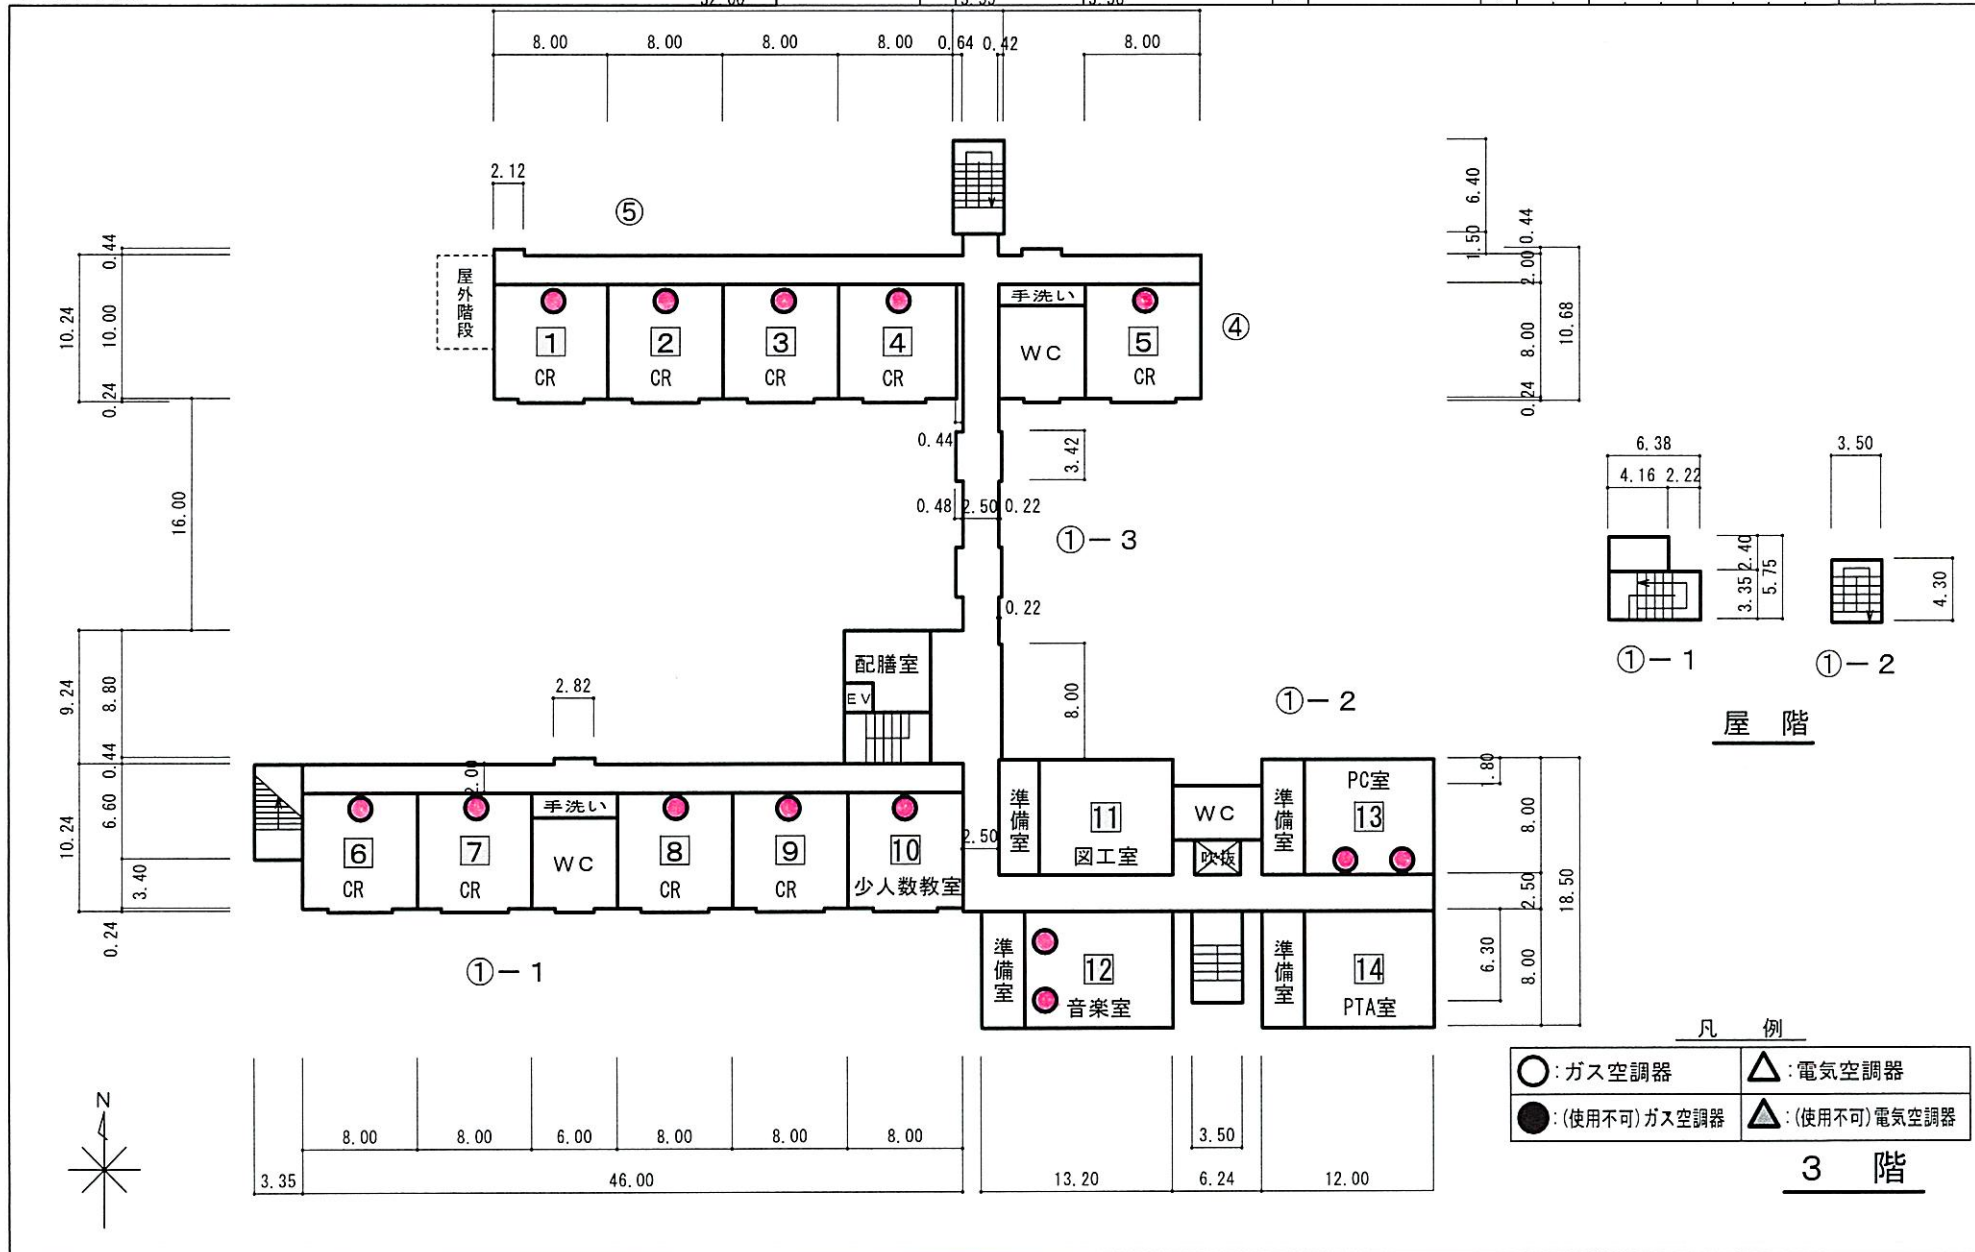 8.00 8.00 8.00 8.00 0.64 0.42 8.00
2.12
⑤
6.40
1.50
0.44
0.44
10.24
10.00
0.24
屋外階段
手洗い
1 2 3 4 WC 5
CR CR CR CR CR
④
2.00
8.00
0.24
10.68
0.44
3.42
16.00
0.48 2.50 0.22
①-3
0.22
6.38
4.16 2.22
2.40
3.35
5.75
①-1
3.50
4.30
①-2
屋 階
配膳室
EV
9.24
8.80
2.82
8.00
①-2
0.44
10.24
6.60
3.40
0.24
2.00
手洗い
6 7 WC 8 9 10
CR CR CR CR 少人数教室
2.50
準備室
11
図工室
WC
吹抜
準備室
PC室
13
1.80
8.00
2.50
18.50
6.30
8.00
①-1
準備室
12
音楽室
準備室
14
PTA室
凡 例
○:ガス空調器 △:電気空調器
●:(使用不可)ガス空調器 ▲:(使用不可)電気空調器
3 階
N
8.00 8.00 6.00 8.00 8.00 8.00 3.50
3.35 46.00 13.20 6.24 12.00